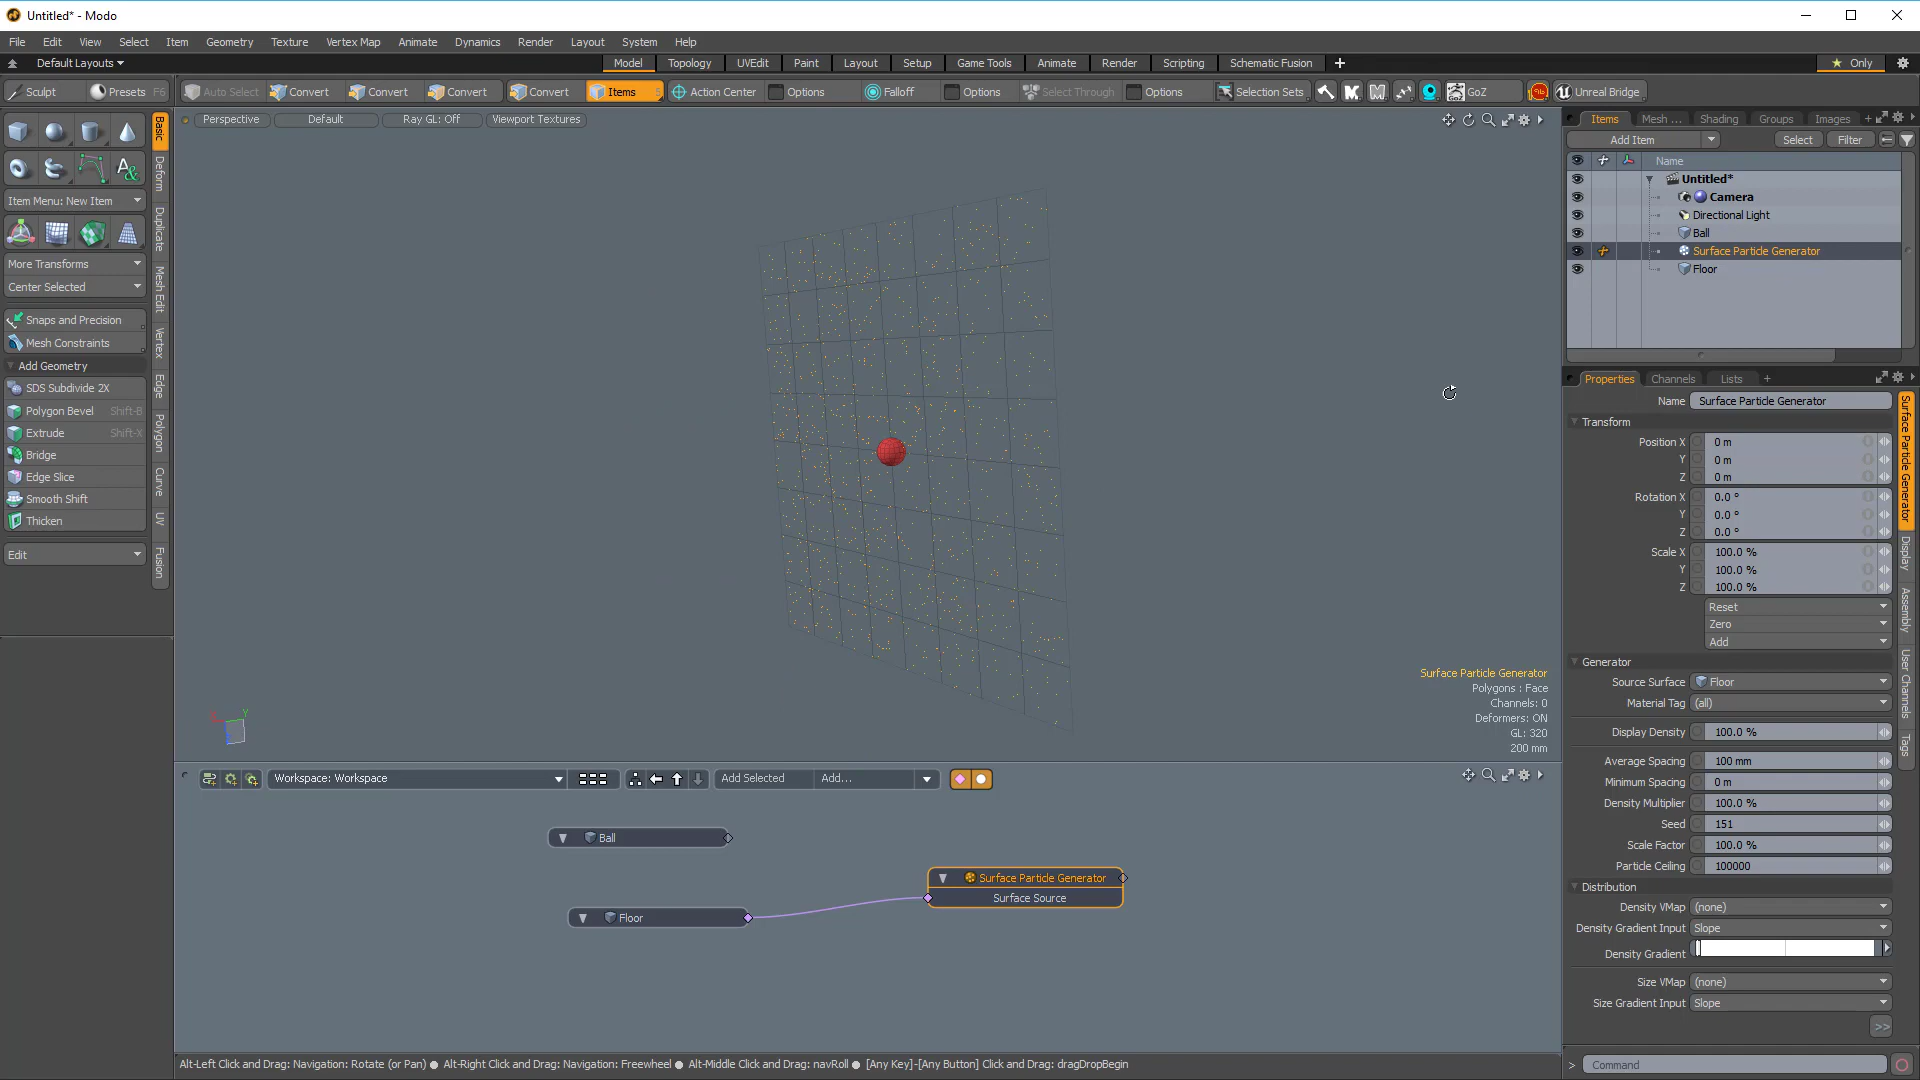 Untitled* - Modo
File Edit View Select Item Geometry Texture Vertex Map Animate Dynamics Render Layout System Help
Default Layouts Model Topology UVEdit Paint Layout Setup Game Tools Animate Render Scripting Schematic Fusion + Only
Sculpt Presets F6 Auto Select Convert Convert Convert Convert Items 5 Action Center Options Falloff Options Select Through Options Selection Sets GoZ Unreal Bridge
Perspective Default Ray GL: Off Viewport Textures
Basic
Deform
Duplicate
Mesh Edit
Vertex
Edge
Polygon
Curve
UV
Fusion
Item Menu: New Item
More Transforms
Center Selected
Snaps and Precision
Mesh Constraints
Add Geometry
SDS Subdivide 2X
Polygon Bevel Shift-B
Extrude Shift-X
Bridge
Edge Slice
Smooth Shift
Thicken
Edit
Y
Surface Particle Generator
Polygons : Face
Channels: 0
Deformers: ON
GL: 320
200 mm
Workspace: Workspace Add Selected Add...
Ball
Surface Particle Generator
Surface Source
Floor
Items Mesh ... Shading Groups Images +
Add Item Select Filter
Name
Untitled*
Camera
Directional Light
Ball
Surface Particle Generator
Floor
Properties Channels Lists +
Name Surface Particle Generator
Transform
Position X 0 m
Y 0 m
Z 0 m
Rotation X 0.0 °
Y 0.0 °
Z 0.0 °
Scale X 100.0 %
Y 100.0 %
Z 100.0 %
Reset
Zero
Add
Generator
Source Surface Floor
Material Tag (all)
Display Density 100.0 %
Average Spacing 100 mm
Minimum Spacing 0 m
Density Multiplier 100.0 %
Seed 151
Scale Factor 100.0 %
Particle Ceiling 100000
Distribution
Density VMap (none)
Density Gradient Input Slope
Density Gradient
Size VMap (none)
Size Gradient Input Slope
>>
Surface Particle Generator
Display
Assembly
User Channels
Tags
Alt-Left Click and Drag: Navigation: Rotate (or Pan) ● Alt-Right Click and Drag: Navigation: Freewheel ● Alt-Middle Click and Drag: navRoll ● [Any Key]-[Any Button] Click and Drag: dragDropBegin
> Command